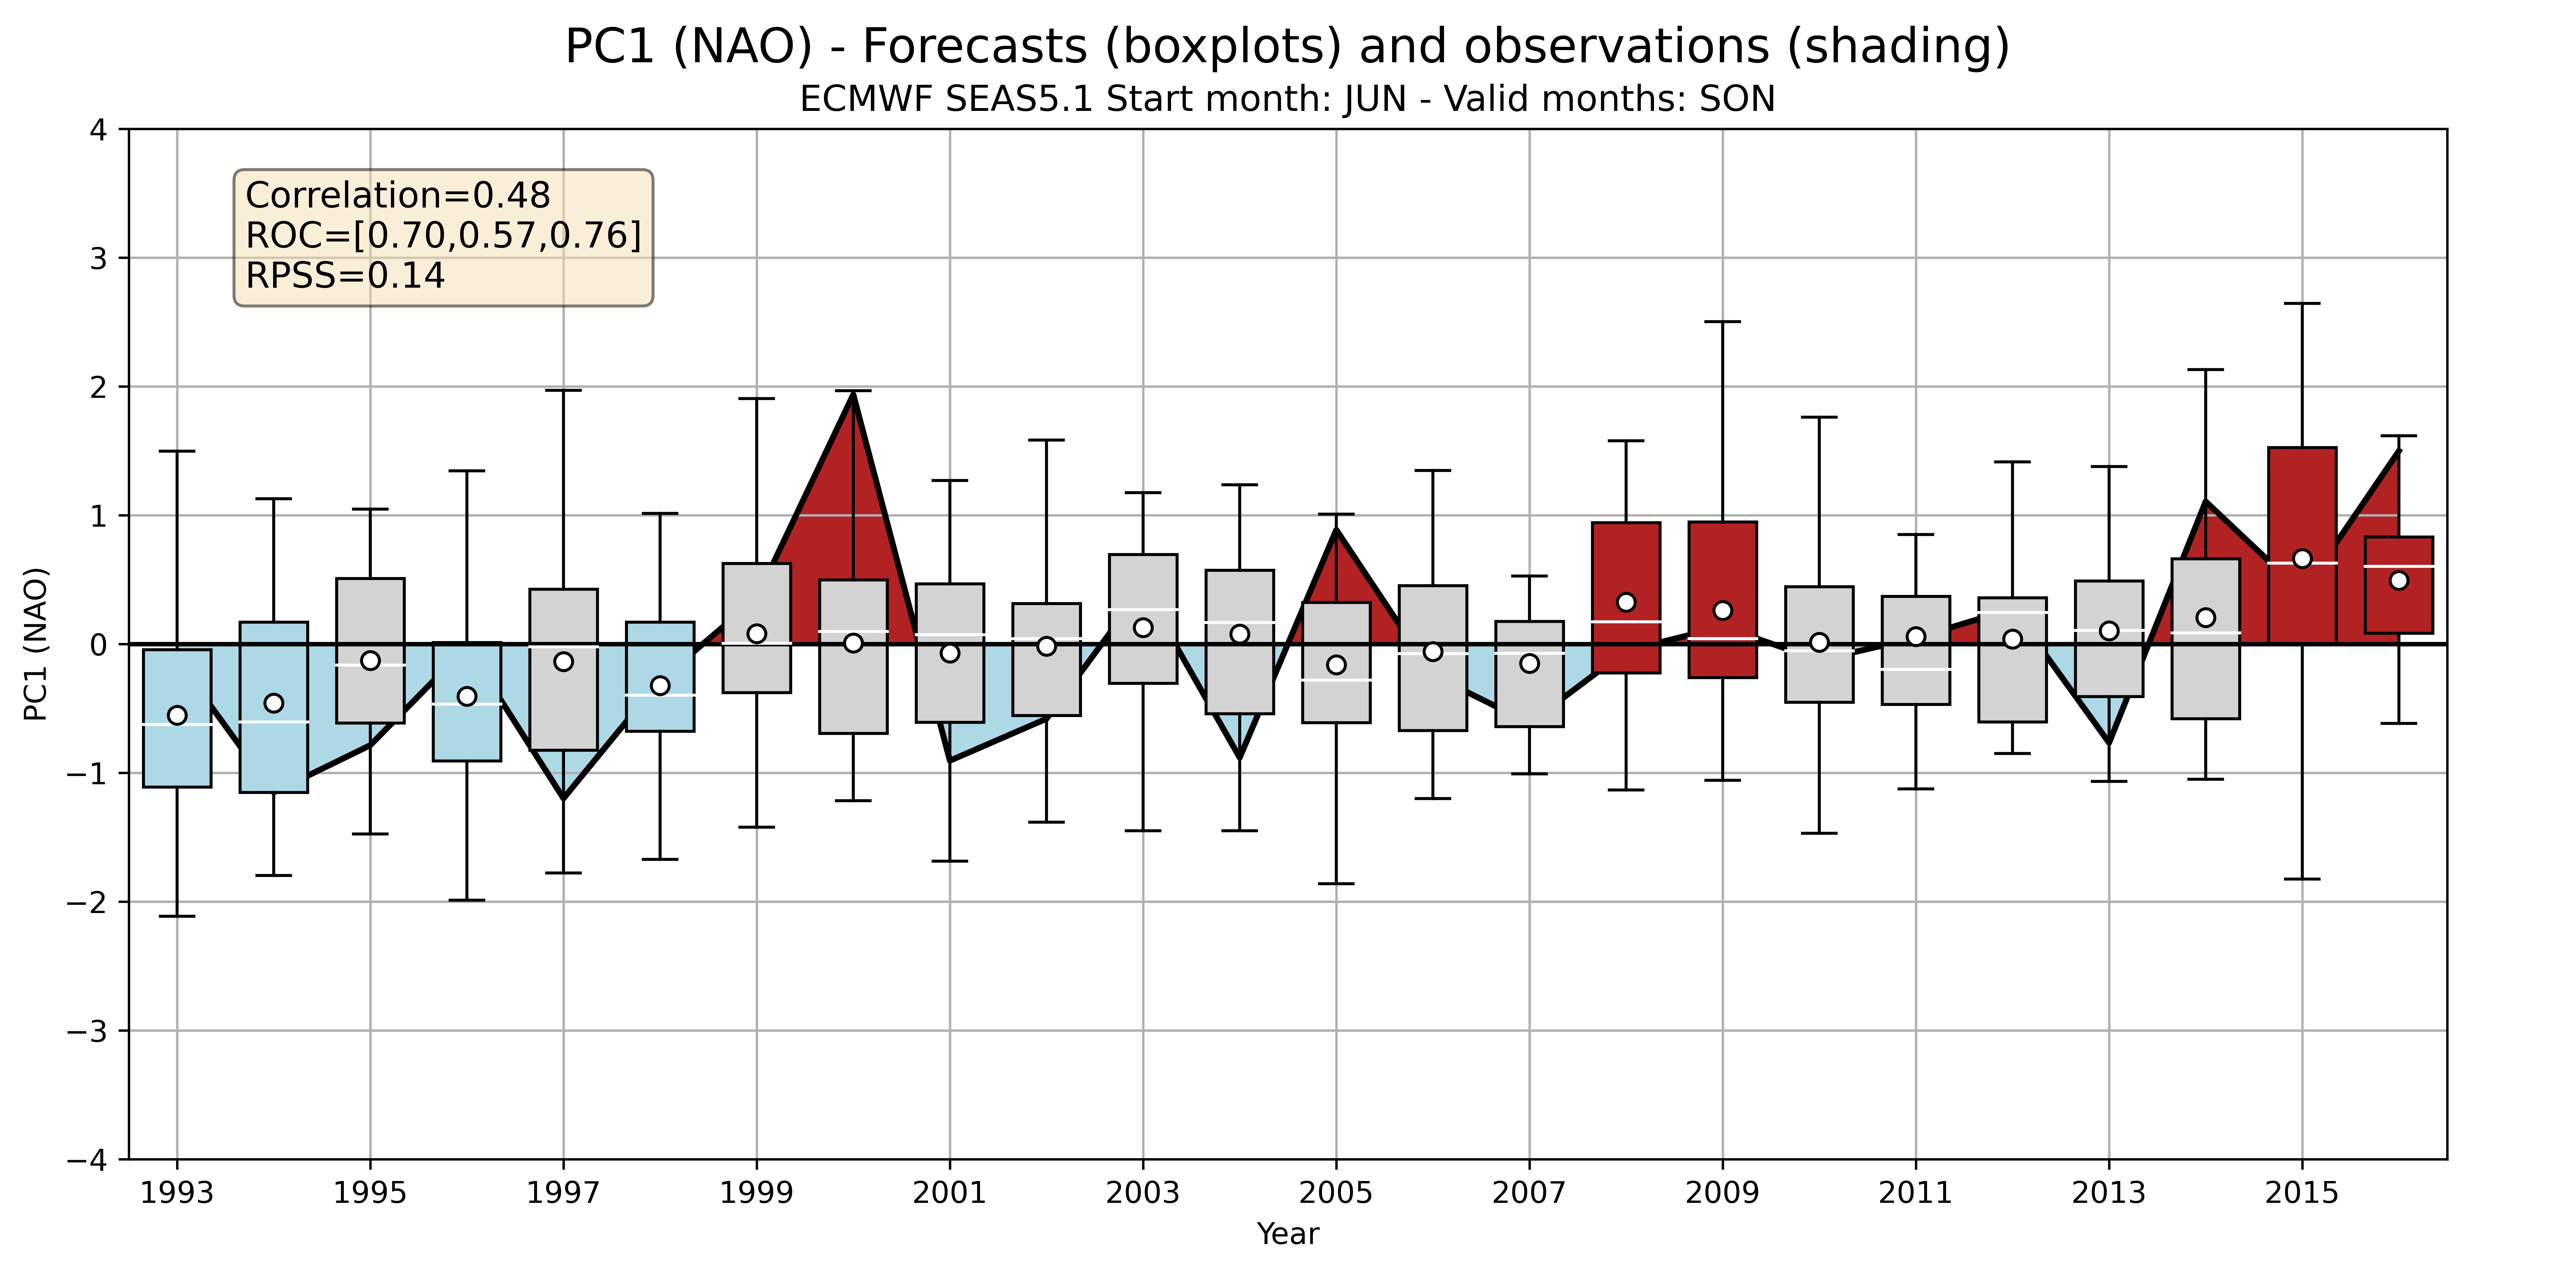 PC1 (NAO) - Forecasts (boxplots) and observations (shading)
ECMWF SEAS5.1 Start month: JUN - Valid months: SON
Correlation=0.48
ROC=[0.70,0.57,0.76]
RPSS=0.14
PC1 (NAO)
4
3
2
1
0
−1
−2
−3
−4
1993 1995 1997 1999 2001 2003 2005 2007 2009 2011 2013 2015
Year